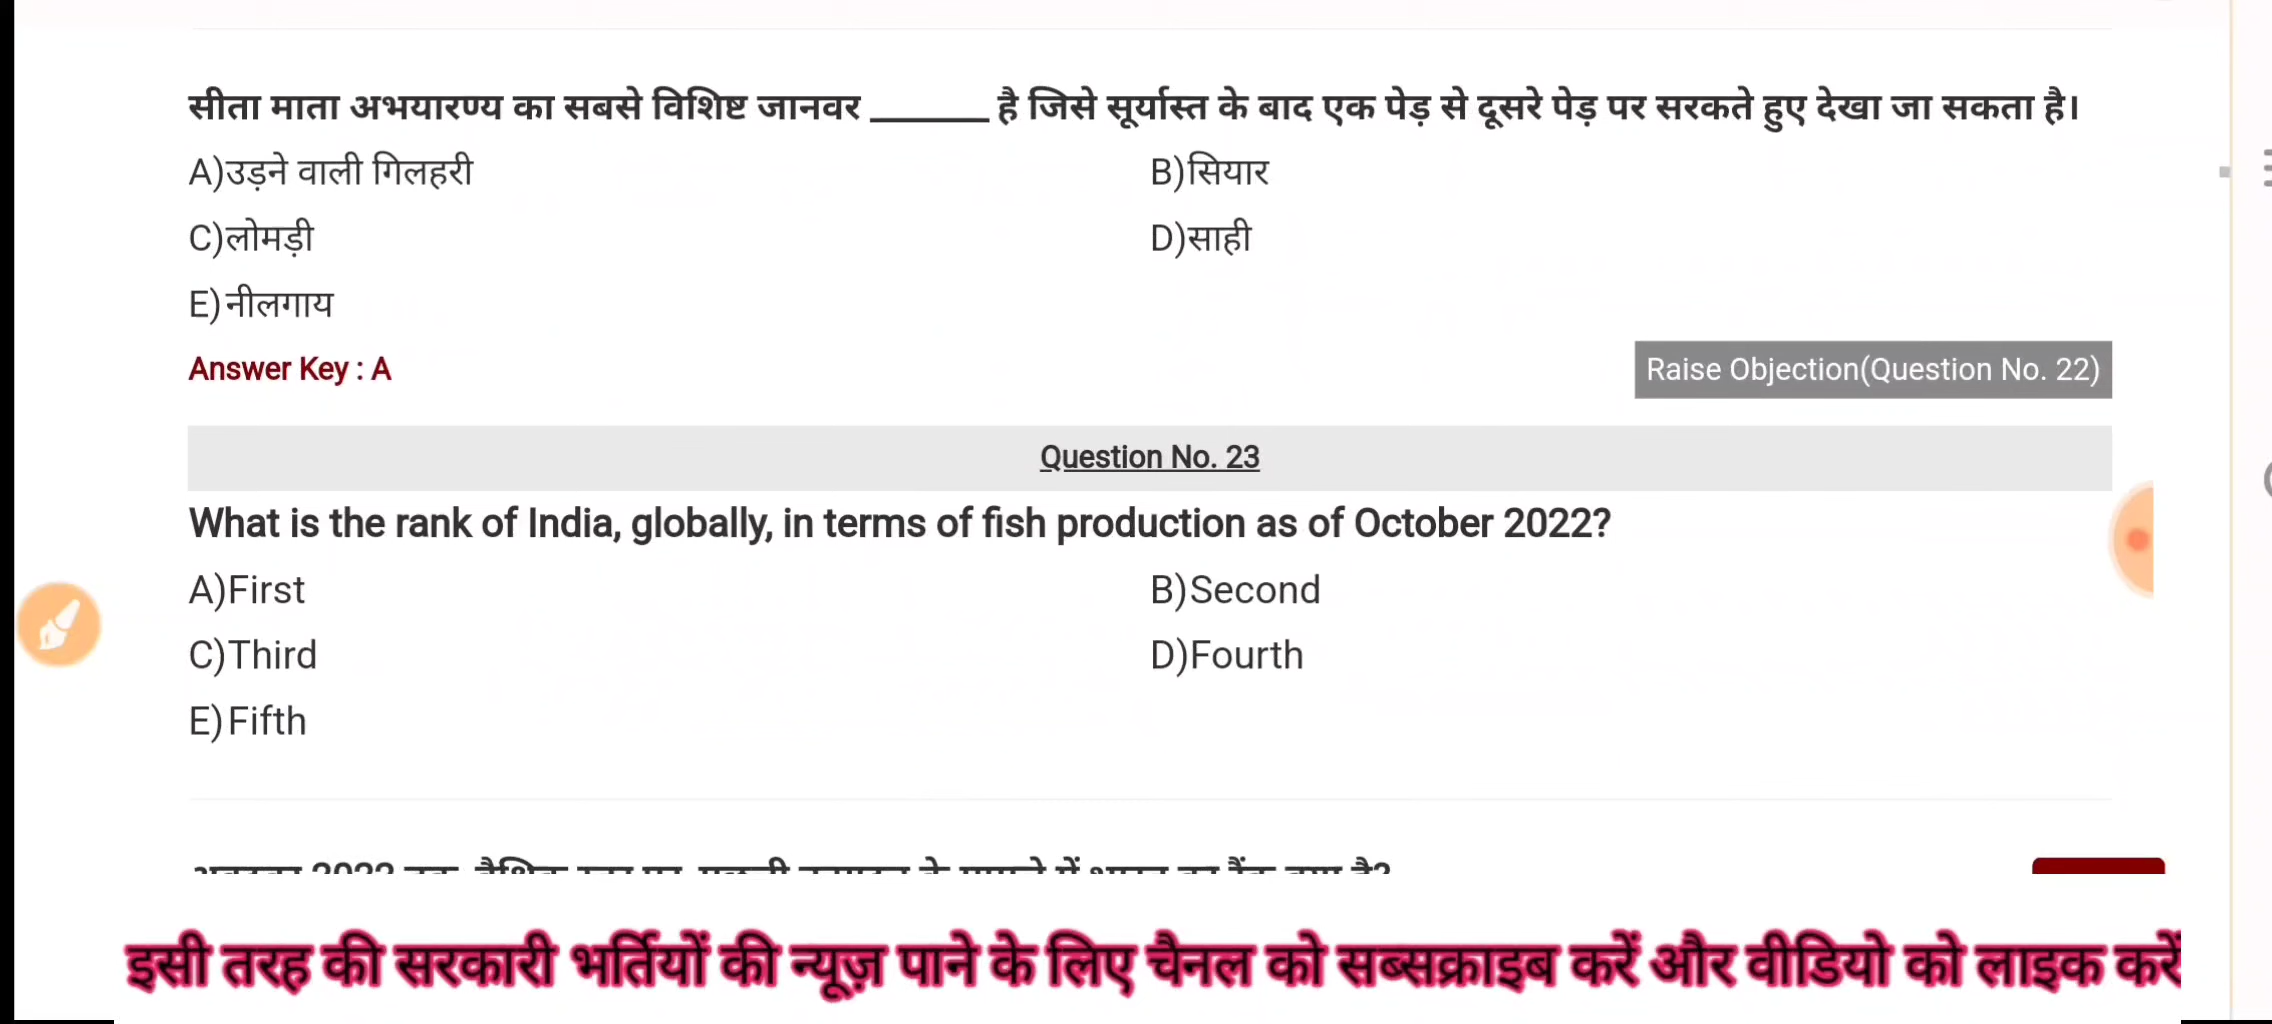 सीता माता अभयारण्य का सबसे विशिष्ट जानवर ______ है जिसे सूर्यास्त के बाद एक पेड़ से दूसरे पेड़ पर सरकते हुए देखा जा सकता है।
A)उड़ने वाली गिलहरी B)सियार
C)लोमड़ी D)साही
E)नीलगाय
Answer Key : A Raise Objection(Question No. 22)
Question No. 23
What is the rank of India, globally, in terms of fish production as of October 2022?
A)First B)Second
C)Third D)Fourth
E)Fifth
इसी तरह की सरकारी भर्तियों की न्यूज़ पाने के लिए चैनल को सब्सक्राइब करें और वीडियो को लाइक करें